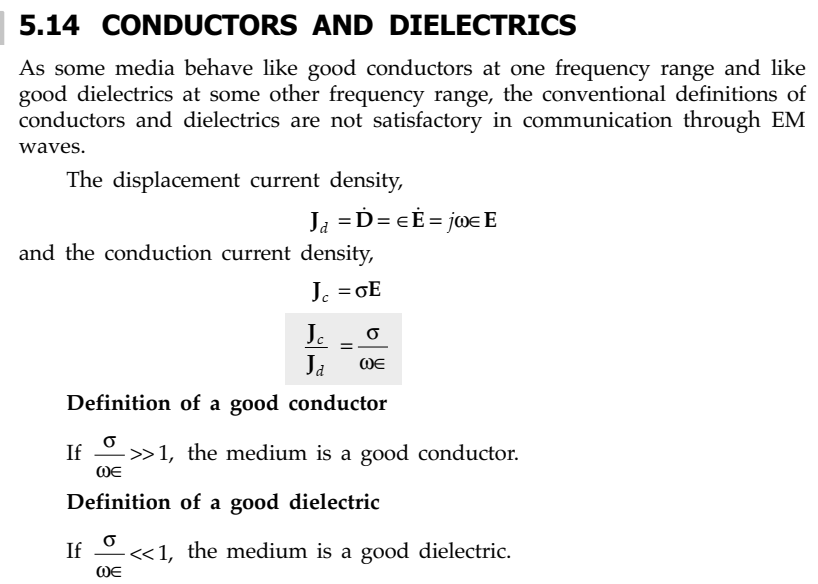 5.14 CONDUCTORS AND DIELECTRICS
As some media behave like good conductors at one frequency range and like
good dielectrics at some other frequency range, the conventional definitions of
conductors and dielectrics are not satisfactory in communication through EM
waves.
The displacement current density,
J_d = Ḋ = ∈Ė = jω∈E
and the conduction current density,
J_c = σE
J_c/J_d = σ/ω∈
Definition of a good conductor
If σ/ω∈ >> 1, the medium is a good conductor.
Definition of a good dielectric
If σ/ω∈ << 1, the medium is a good dielectric.